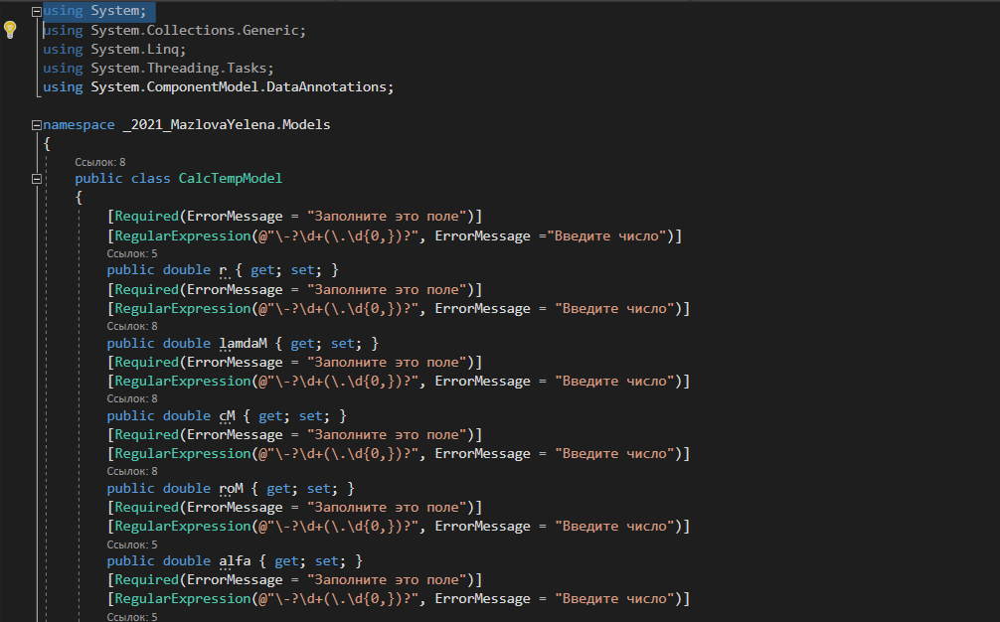 using System;
using System.Collections.Generic;
using System.Linq;
using System.Threading.Tasks;
using System.ComponentModel.DataAnnotations;
namespace _2021_MazlovaYelena.Models
{
Ссылок: 8
public class CalcTempModel
{
[Required(ErrorMessage = "Заполните это поле")]
[RegularExpression(@"\-?\d+(\.\d{0,})?", ErrorMessage ="Введите число")]
Ссылок: 5
public double r { get; set; }
[Required(ErrorMessage = "Заполните это поле")]
[RegularExpression(@"\-?\d+(\.\d{0,})?", ErrorMessage = "Введите число")]
Ссылок: 8
public double lamdaM { get; set; }
[Required(ErrorMessage = "Заполните это поле")]
[RegularExpression(@"\-?\d+(\.\d{0,})?", ErrorMessage = "Введите число")]
Ссылок: 8
public double cM { get; set; }
[Required(ErrorMessage = "Заполните это поле")]
[RegularExpression(@"\-?\d+(\.\d{0,})?", ErrorMessage = "Введите число")]
Ссылок: 8
public double roM { get; set; }
[Required(ErrorMessage = "Заполните это поле")]
[RegularExpression(@"\-?\d+(\.\d{0,})?", ErrorMessage = "Введите число")]
Ссылок: 5
public double alfa { get; set; }
[Required(ErrorMessage = "Заполните это поле")]
[RegularExpression(@"\-?\d+(\.\d{0,})?", ErrorMessage = "Введите число")]
Ссылок: 5